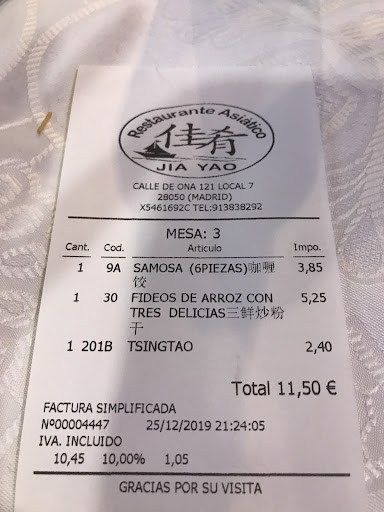 Restaurante Asiatico
佳肴
JIA YAO
CALLE DE ONA 121 LOCAL 7
28050 (MADRID)
X5461692C TEL:913838292
MESA: 3
Cant. Cod. Articulo Impo.
1 9A SAMOSA (6PIEZAS)咖喱 3,85
饺
1 30 FIDEOS DE ARROZ CON 5,25
TRES DELICIAS三鲜炒粉
干
1 201B TSINGTAO 2,40
Total 11,50 €
FACTURA SIMPLIFICADA
Nº00004447 25/12/2019 21:24:05
IVA. INCLUIDO
10,45 10,00% 1,05
GRACIAS POR SU VISITA